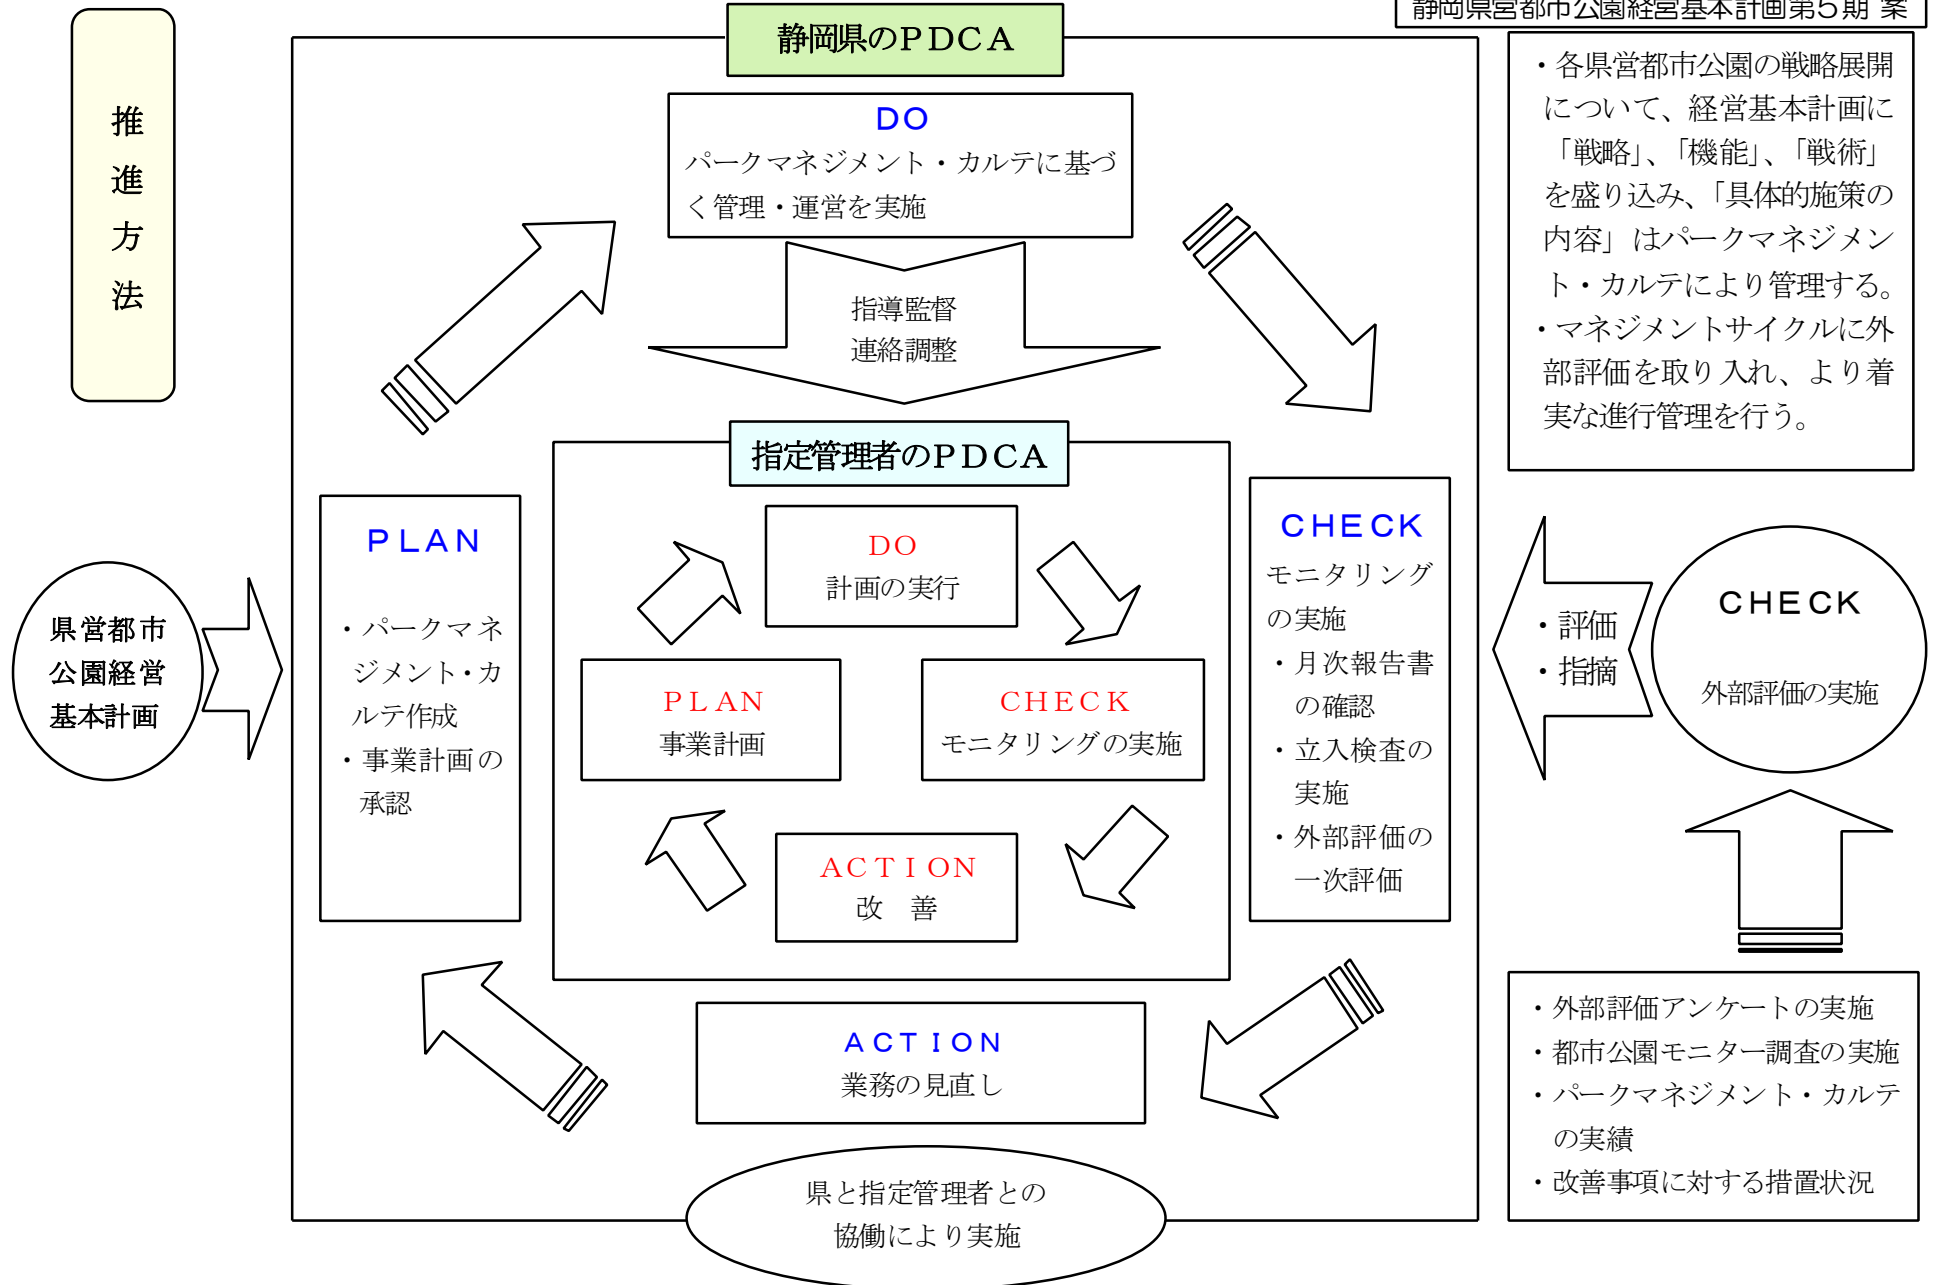 静岡県営都市公園経営基本計画第5期 案
推
進
方
法
静岡県のPDCA
DO
パークマネジメント・カルテに基づ
く管理・運営を実施
指導監督
連絡調整
・各県営都市公園の戦略展開
について、経営基本計画に
「戦略」、「機能」、「戦術」
を盛り込み、「具体的施策の
内容」はパークマネジメン
ト・カルテにより管理する。
・マネジメントサイクルに外
部評価を取り入れ、より着
実な進行管理を行う。
県営都市
公園経営
基本計画
PLAN
・パークマネ
ジメント・カ
ルテ作成
・事業計画の
承認
指定管理者のPDCA
DO
計画の実行
PLAN
事業計画
CHECK
モニタリングの実施
ACTION
改 善
CHECK
モニタリング
の実施
・月次報告書
の確認
・立入検査の
実施
・外部評価の
一次評価
・評価
・指摘
CHECK
外部評価の実施
ACTION
業務の見直し
県と指定管理者との
協働により実施
・外部評価アンケートの実施
・都市公園モニター調査の実施
・パークマネジメント・カルテ
の実績
・改善事項に対する措置状況